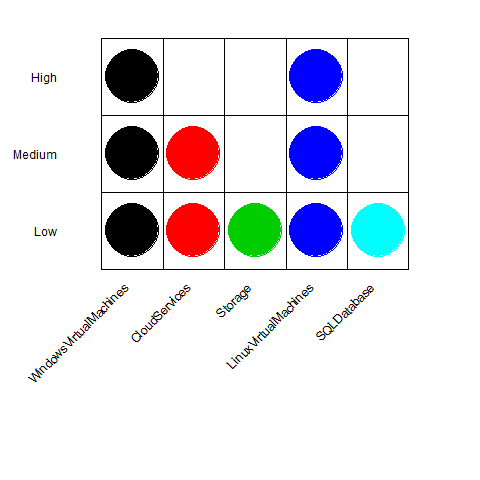 High
Medium
Low
WindowsVirtualMachines
CloudServices
Storage
LinuxVirtualMachines
SQLDatabase